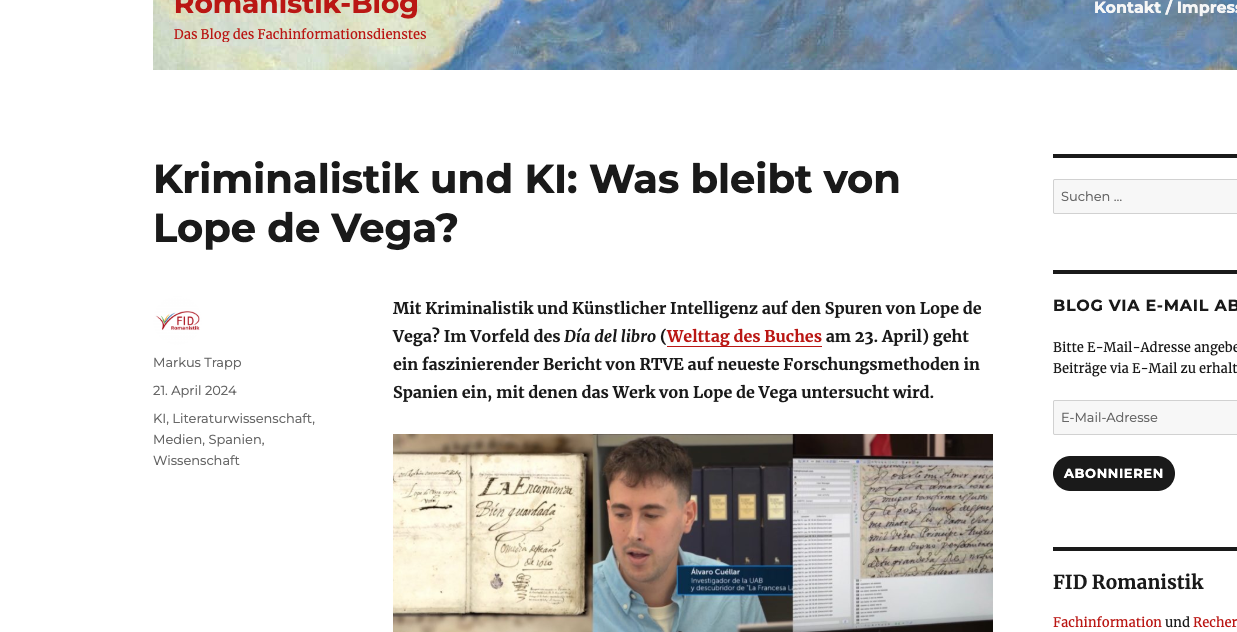 Romanistik-Blog
Das Blog des Fachinformationsdienstes
Kontakt / Impress
Kriminalistik und KI: Was bleibt von
Lope de Vega?
FID
Romanistik
Markus Trapp
21. April 2024
KI, Literaturwissenschaft,
Medien, Spanien,
Wissenschaft
Mit Kriminalistik und Künstlicher Intelligenz auf den Spuren von Lope de
Vega? Im Vorfeld des Día del libro (Welttag des Buches am 23. April) geht
ein faszinierender Bericht von RTVE auf neueste Forschungsmethoden in
Spanien ein, mit denen das Werk von Lope de Vega untersucht wird.
Bien guardada
Álvaro Cuéllar
Investigador de la UAB
y descubridor de "La Francesa L
Suchen …
BLOG VIA E-MAIL AB
Bitte E-Mail-Adresse angebe
Beiträge via E-Mail zu erhalt
E-Mail-Adresse
ABONNIEREN
FID Romanistik
Fachinformation und Recher